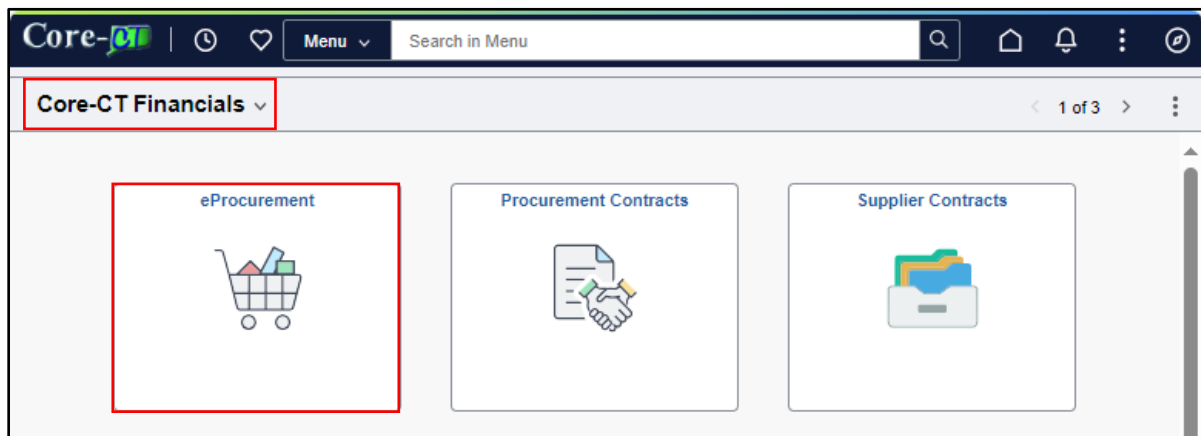 Core-CT | Menu Search in Menu
Core-CT Financials 1 of 3
eProcurement Procurement Contracts Supplier Contracts